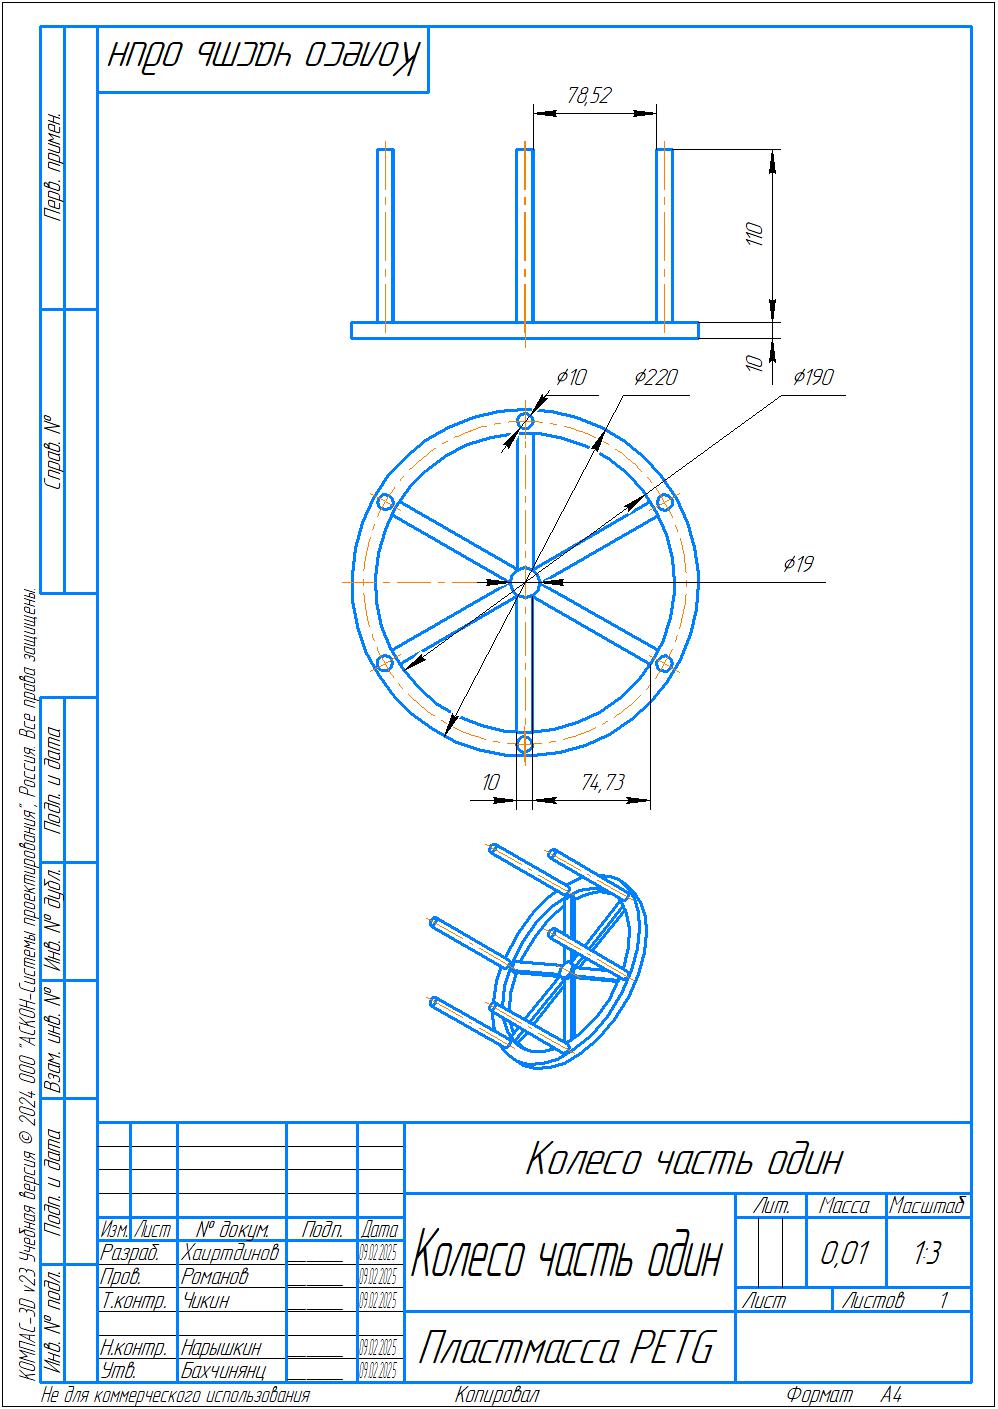 Колесо часть один
78,52
110
10
⌀10
⌀220
⌀190
⌀19
10
74,73
Перв. примен.
Справ. №
Подп. и дата
Инв. № дубл.
Взам. инв. №
Подп. и дата
Инв. № подл.
КОМПАС-3D v23 Учебная версия © 2024 ООО "АСКОН-Системы проектирования", Россия. Все права защищены.
Колесо часть один
Изм. Лист № докум. Подп. Дата
Разраб. Хаиртдинов 09.02.2025
Пров. Романов 09.02.2025
Т.контр. Чикин 09.02.2025
Н.контр. Нарышкин 09.02.2025
Утв. Бахчинянц 09.02.2025
Колесо часть один
Лит. Масса Масштаб
0,01 1:3
Лист Листов 1
Пластмасса PETG
Не для коммерческого использования Копировал Формат А4